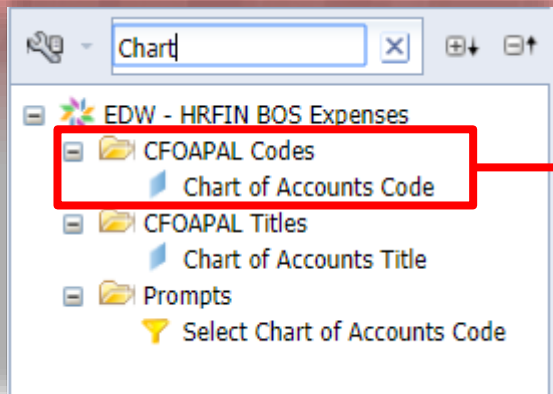 Chart
EDW - HRFIN BOS Expenses
CFOAPAL Codes
Chart of Accounts Code
CFOAPAL Titles
Chart of Accounts Title
Prompts
Select Chart of Accounts Code